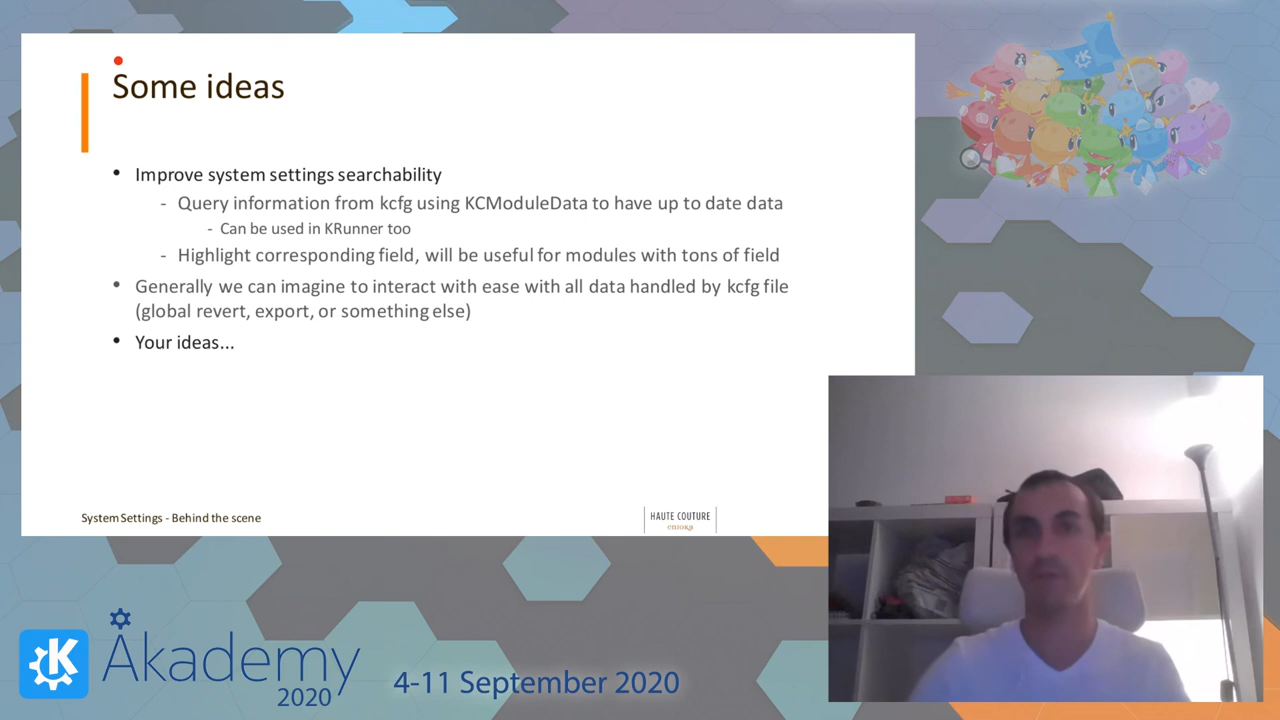 Some ideas
• Improve system settings searchability
- Query information from kcfg using KCModuleData to have up to date data
- Can be used in KRunner too
- Highlight corresponding field, will be useful for modules with tons of field
• Generally we can imagine to interact with ease with all data handled by kcfg file
(global revert, export, or something else)
• Your ideas...
System Settings - Behind the scene
HAUTE COUTURE
enioka
K
Akademy
2020
4-11 September 2020